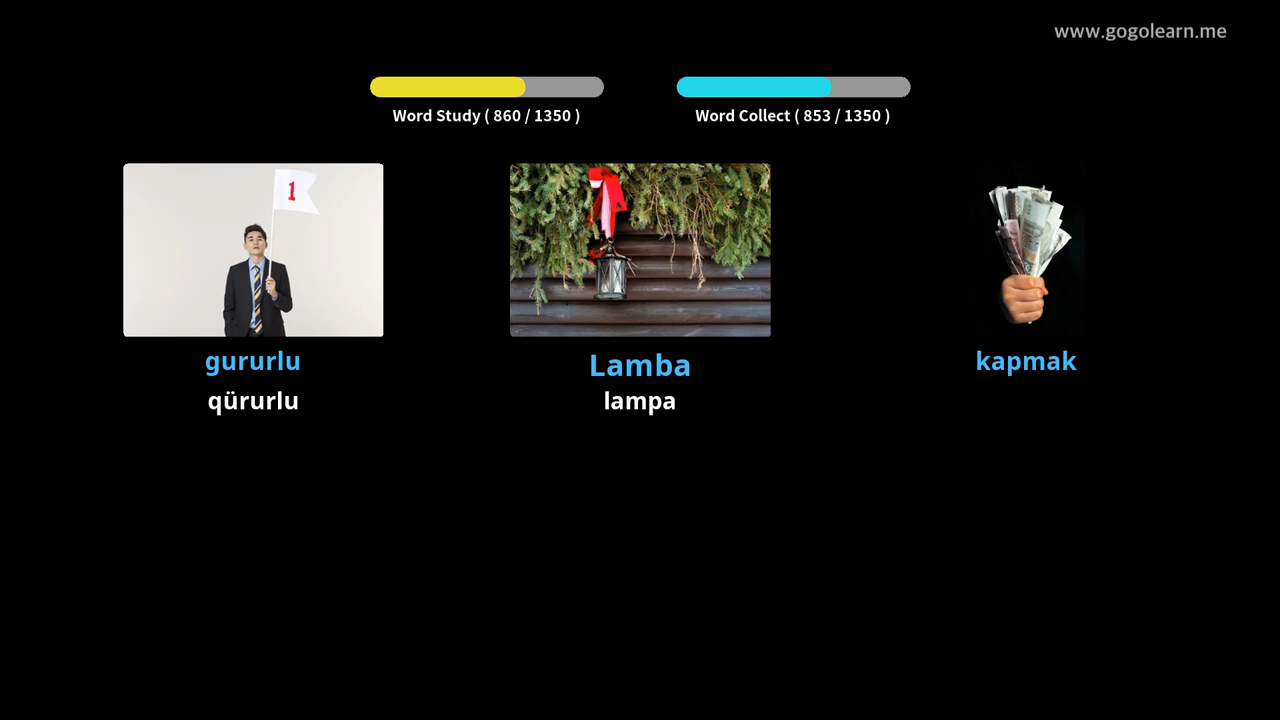 www.gogolearn.me
Word Study ( 860 / 1350 )
Word Collect ( 853 / 1350 )
1
gururlu
Lamba
kapmak
qürurlu
lampa